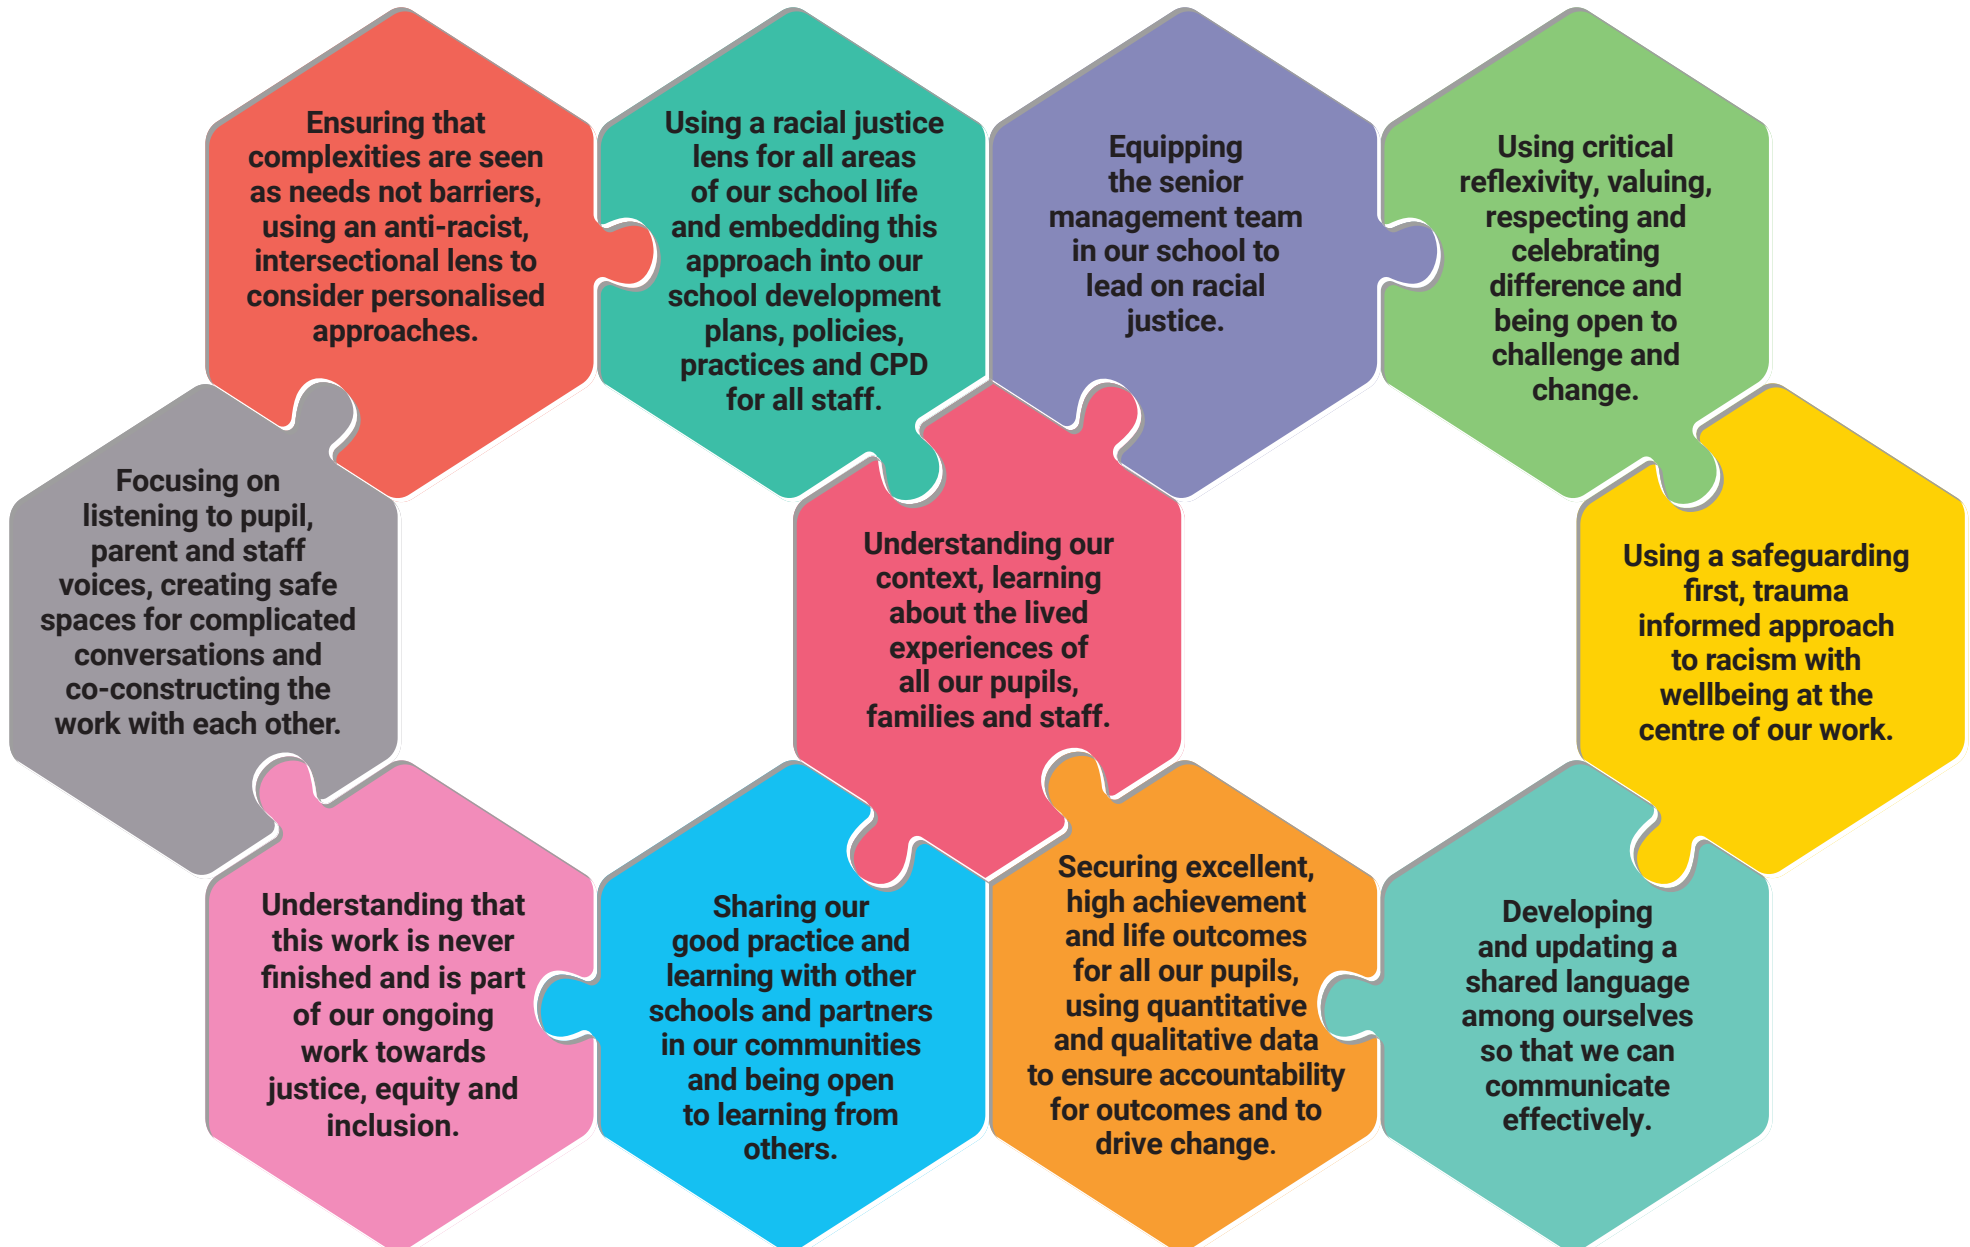 Ensuring that
complexities are seen
as needs not barriers,
using an anti-racist,
intersectional lens to
consider personalised
approaches.
Using a racial justice
lens for all areas
of our school life
and embedding this
approach into our
school development
plans, policies,
practices and CPD
for all staff.
Equipping
the senior
management team
in our school to
lead on racial
justice.
Using critical
reflexivity, valuing,
respecting and
celebrating
difference and
being open to
challenge and
change.
Focusing on
listening to pupil,
parent and staff
voices, creating safe
spaces for complicated
conversations and
co-constructing the
work with each other.
Understanding our
context, learning
about the lived
experiences of
all our pupils,
families and staff.
Using a safeguarding
first, trauma
informed approach
to racism with
wellbeing at the
centre of our work.
Understanding that
this work is never
finished and is part
of our ongoing
work towards
justice, equity and
inclusion.
Sharing our
good practice and
learning with other
schools and partners
in our communities
and being open
to learning from
others.
Securing excellent,
high achievement
and life outcomes
for all our pupils,
using quantitative
and qualitative data
to ensure accountability
for outcomes and to
drive change.
Developing
and updating a
shared language
among ourselves
so that we can
communicate
effectively.